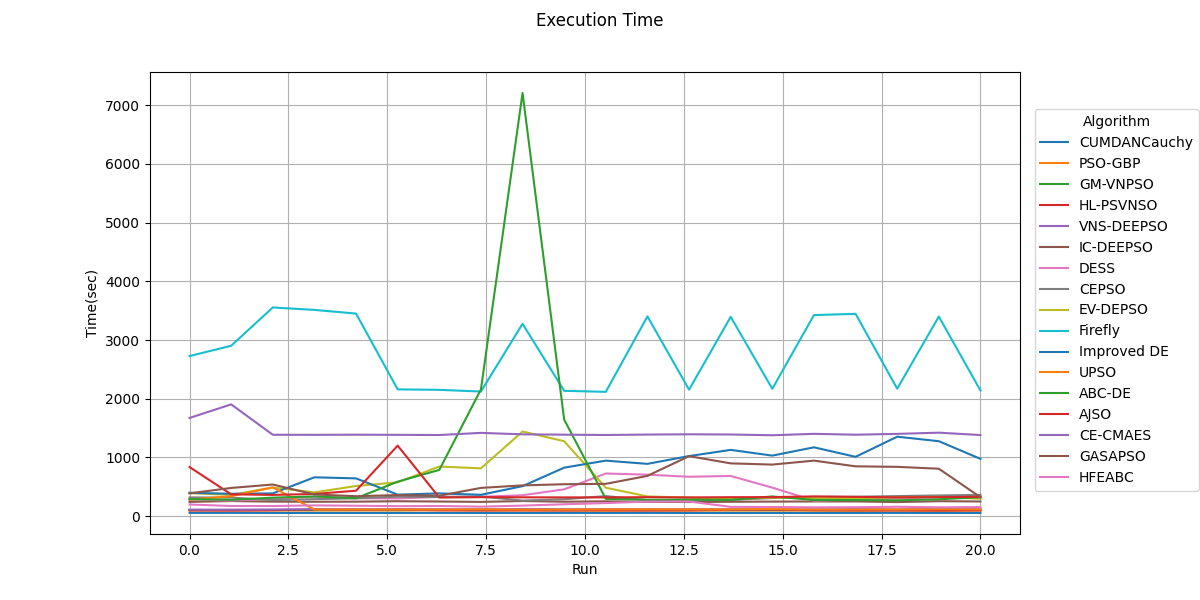 Execution Time
7000
6000
5000
4000
3000
2000
1000
0
Time(sec)
0.0
2.5
5.0
7.5
10.0
12.5
15.0
17.5
20.0
Run
Algorithm
CUMDANCauchy
PSO-GBP
GM-VNPSO
HL-PSVNSO
VNS-DEEPSO
IC-DEEPSO
DESS
CEPSO
EV-DEPSO
Firefly
Improved DE
UPSO
ABC-DE
AJSO
CE-CMAES
GASAPSO
HFEABC